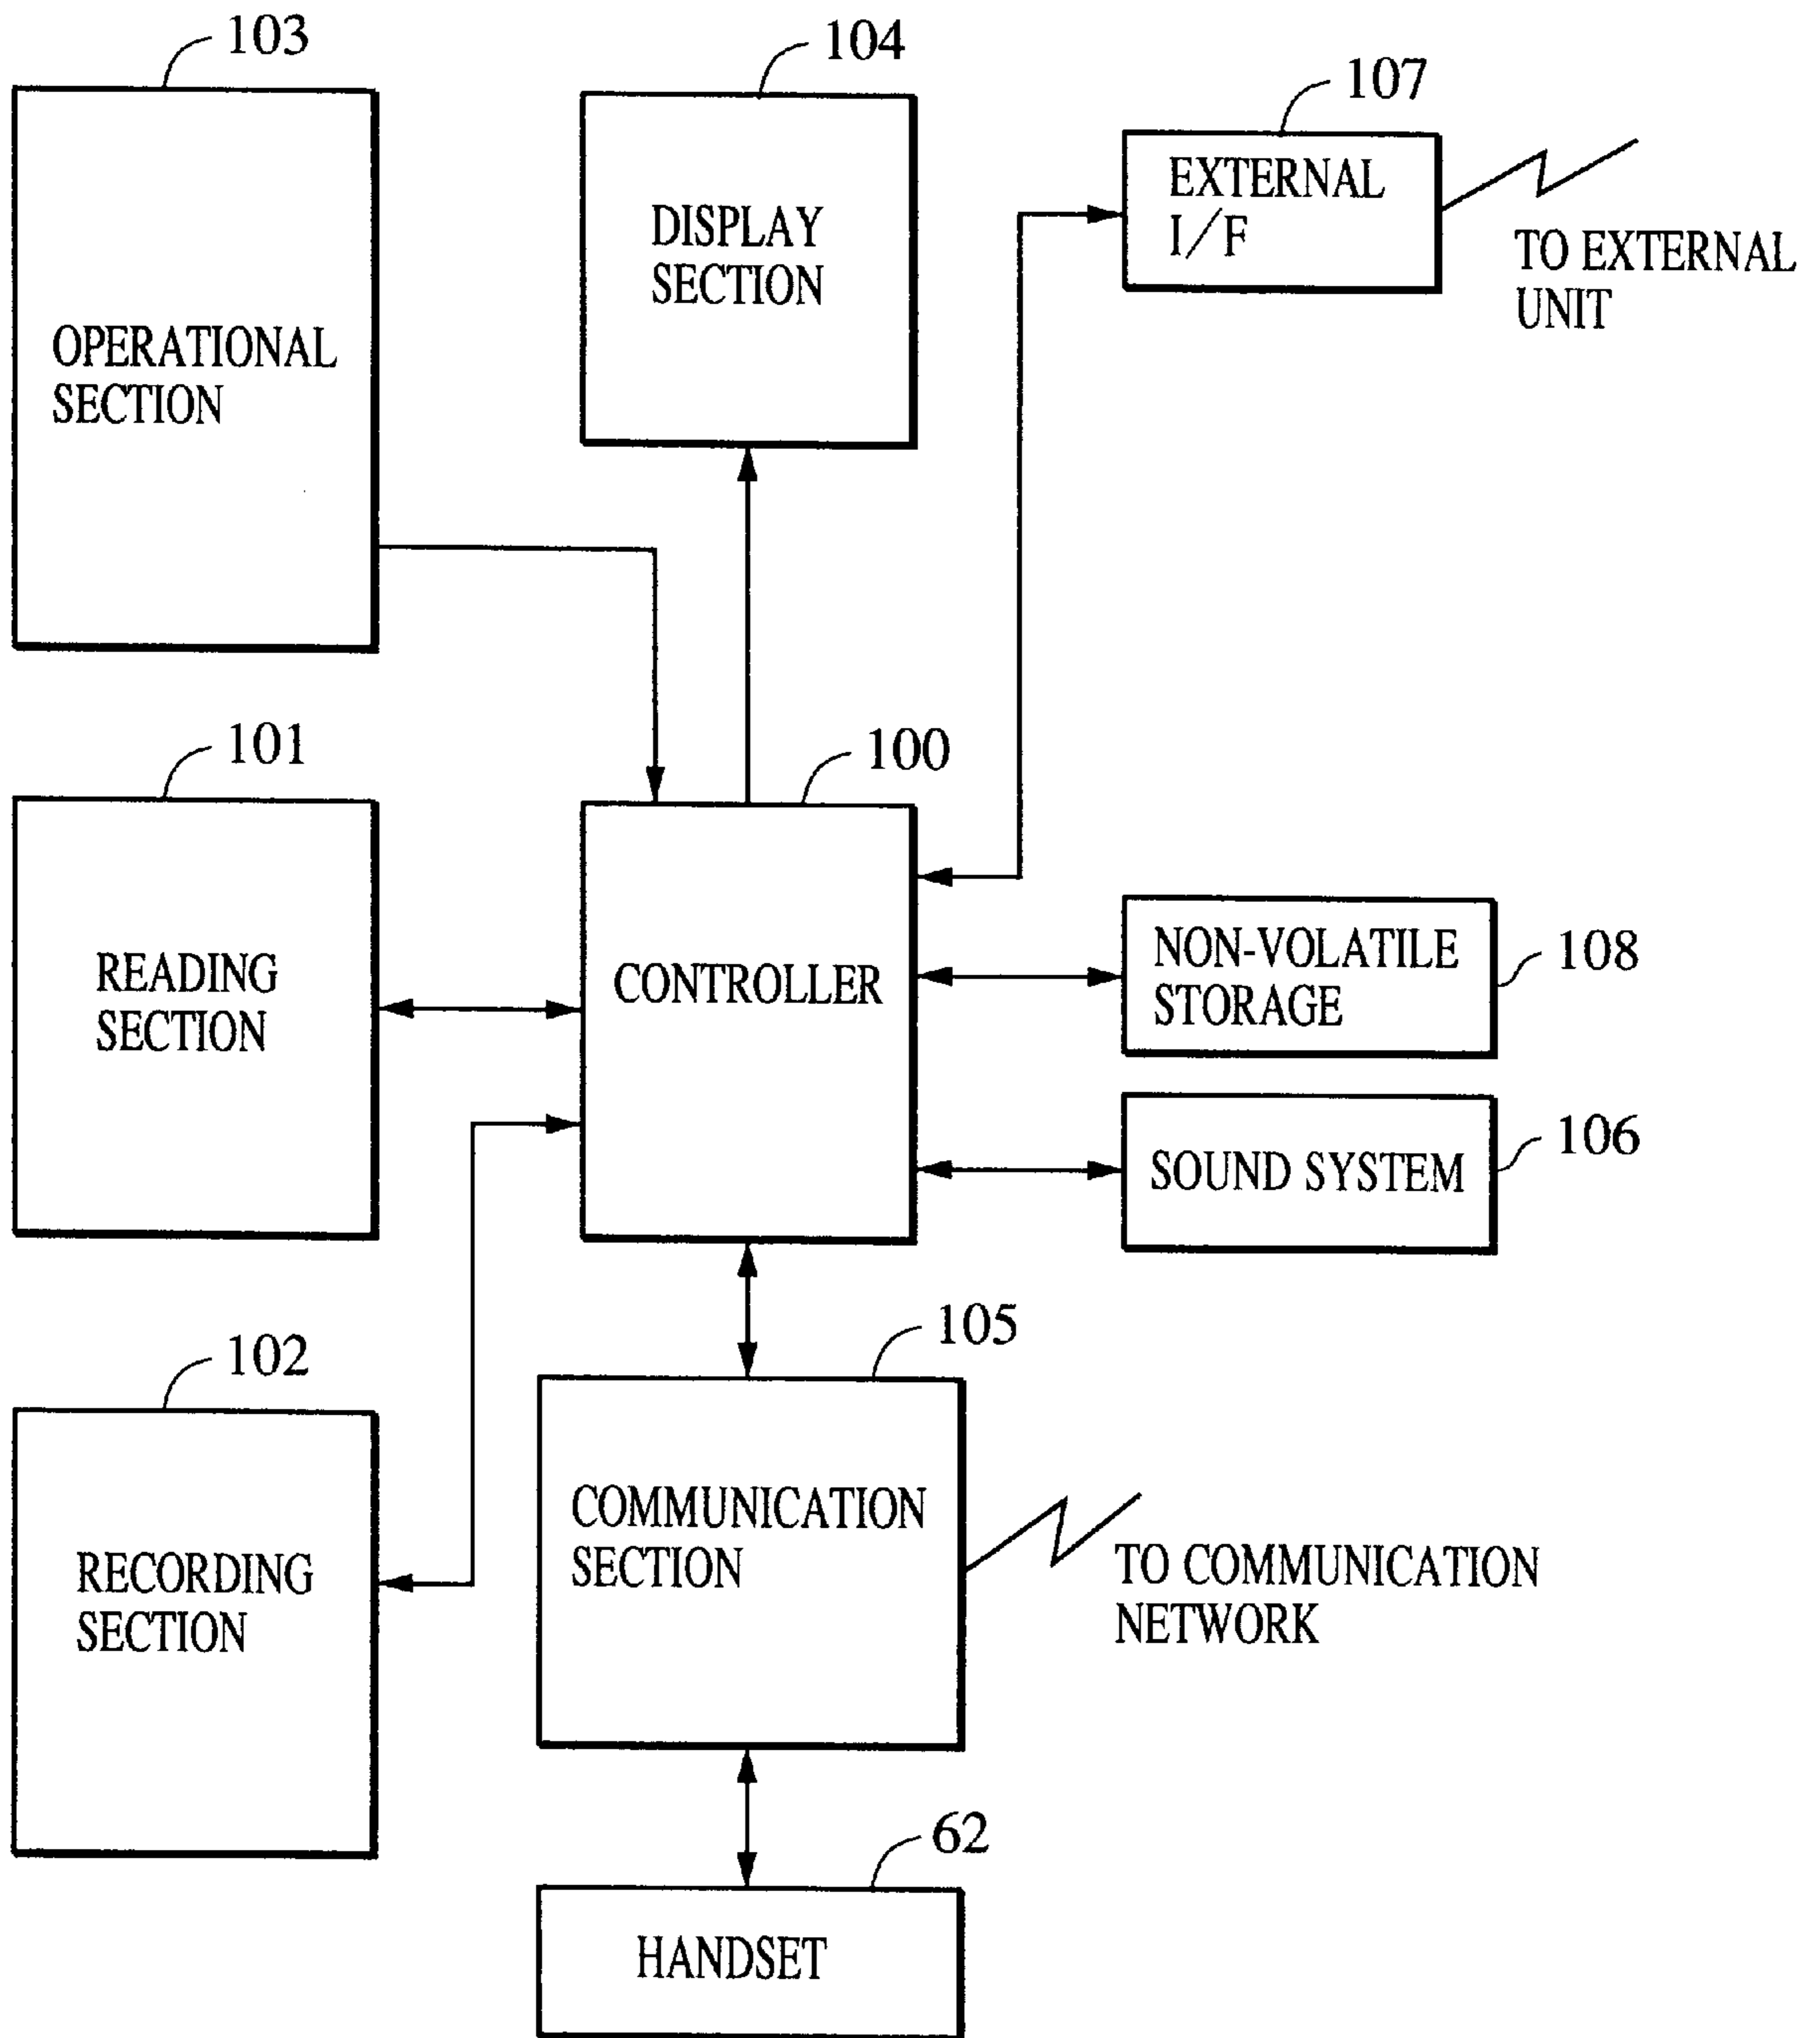 103
104
107
OPERATIONAL
SECTION
DISPLAY
SECTION
EXTERNAL
I/F
TO EXTERNAL
UNIT
101
100
READING
SECTION
CONTROLLER
NON-VOLATILE
STORAGE
108
SOUND SYSTEM
106
102
105
RECORDING
SECTION
COMMUNICATION
SECTION
TO COMMUNICATION
NETWORK
62
HANDSET